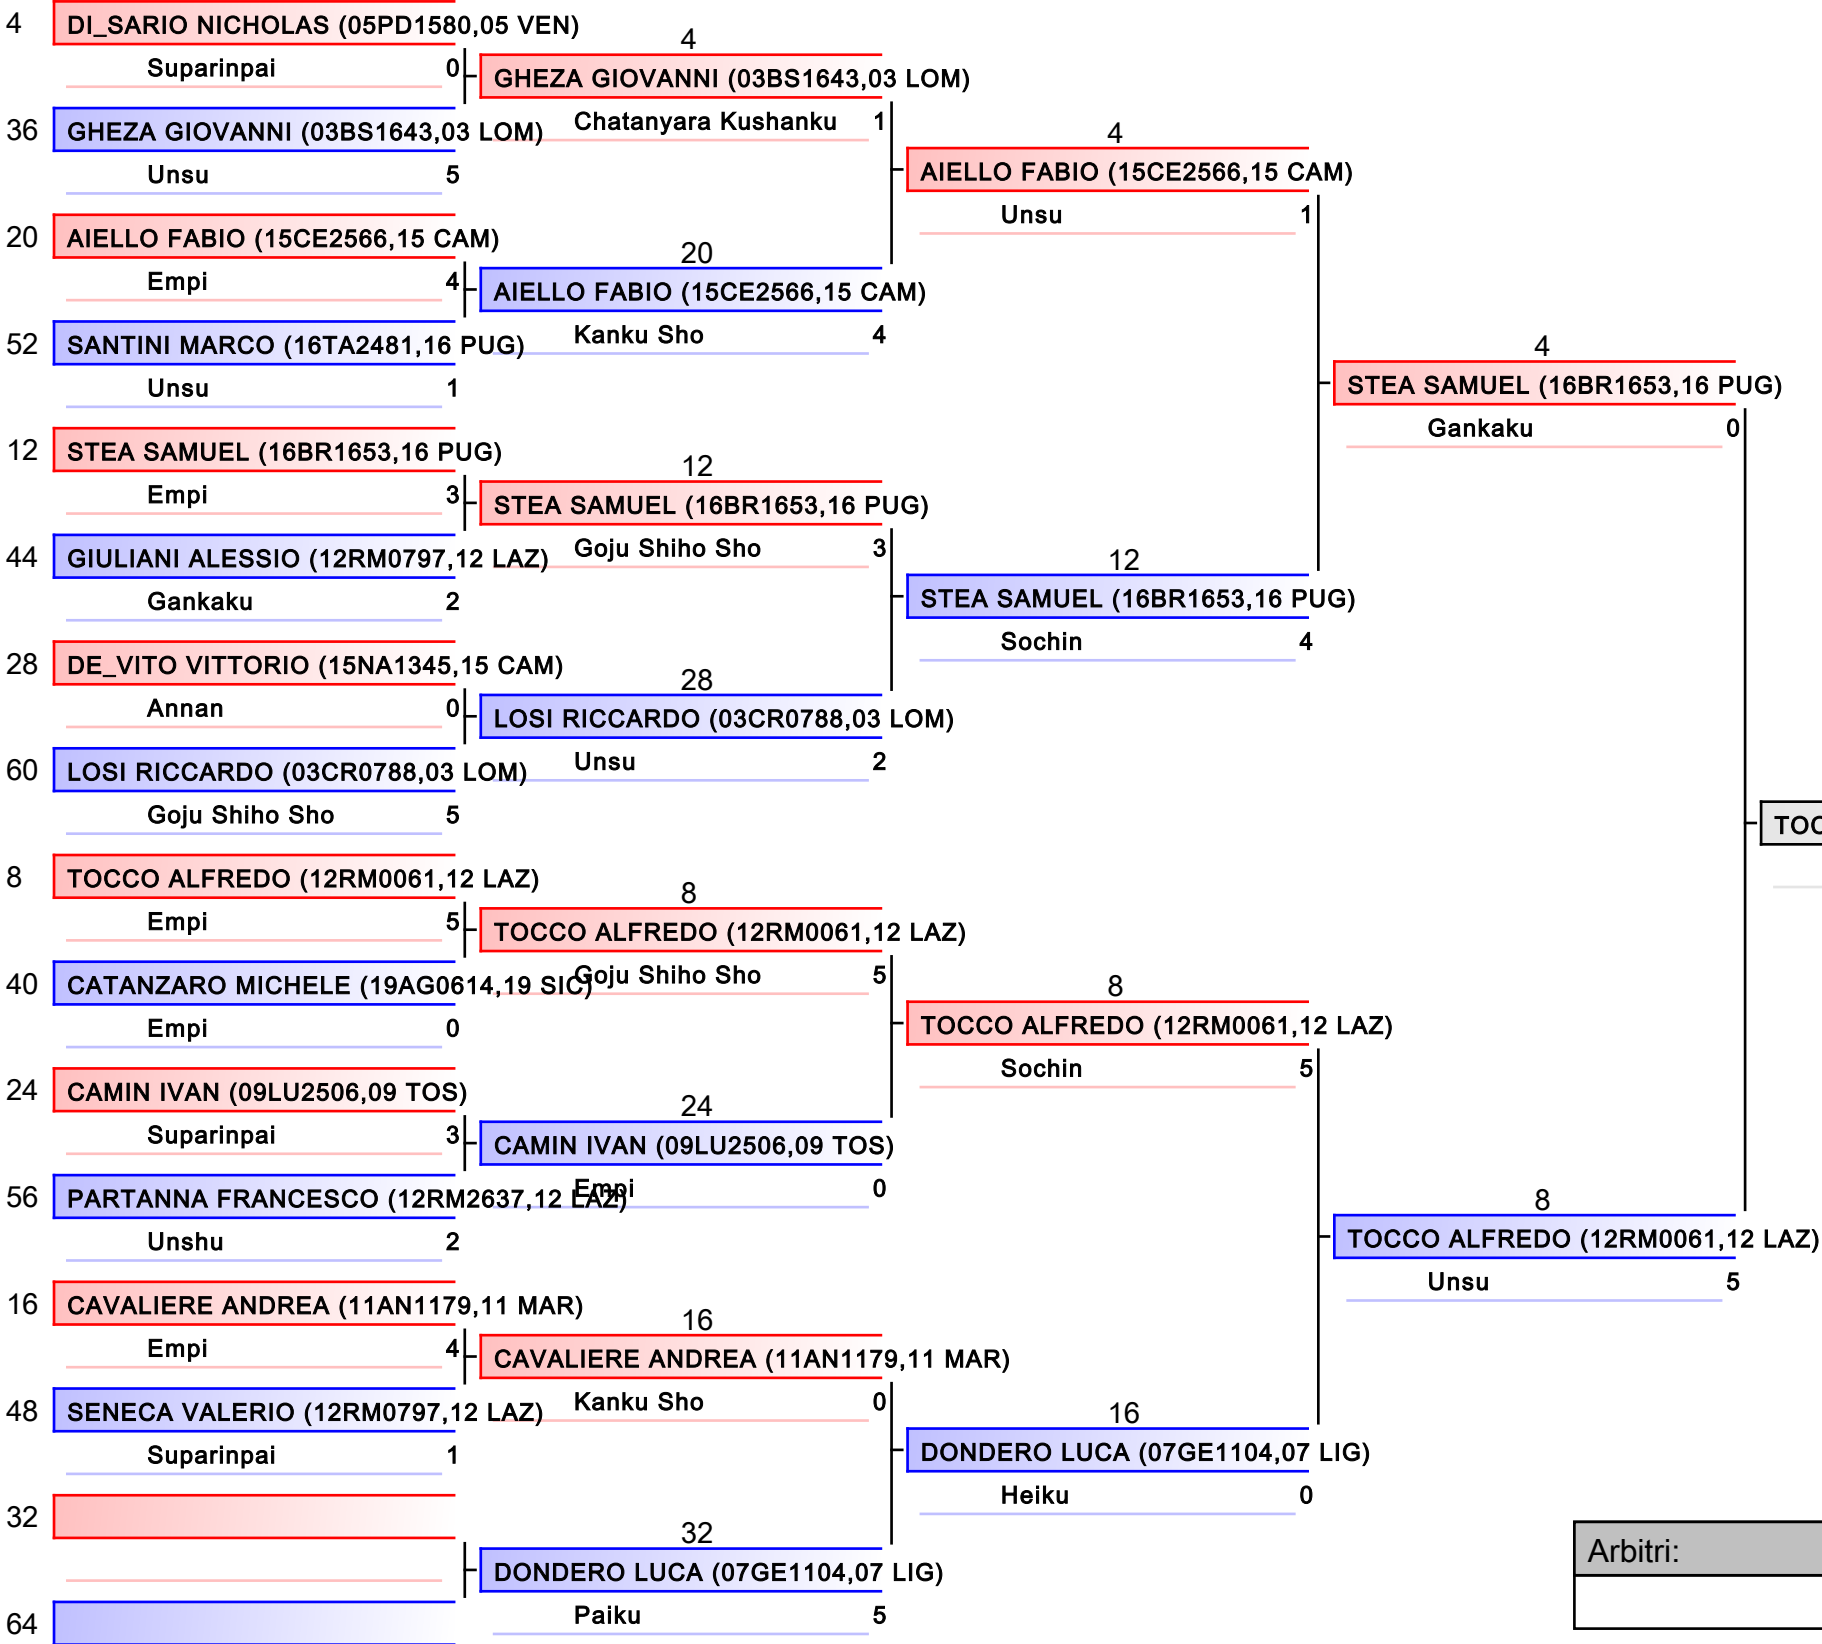 4
DI_SARIO NICHOLAS (05PD1580,05 VEN)
Suparinpai 0
36
GHEZA GIOVANNI (03BS1643,03 LOM)
Unsu 5
20
AIELLO FABIO (15CE2566,15 CAM)
Empi 4
52
SANTINI MARCO (16TA2481,16 PUG)
Unsu 1
12
STEA SAMUEL (16BR1653,16 PUG)
Empi 3
44
GIULIANI ALESSIO (12RM0797,12 LAZ)
Gankaku 2
28
DE_VITO VITTORIO (15NA1345,15 CAM)
Annan 0
60
LOSI RICCARDO (03CR0788,03 LOM)
Goju Shiho Sho 5
8
TOCCO ALFREDO (12RM0061,12 LAZ)
Empi 5
40
CATANZARO MICHELE (19AG0614,19 SIC)
Empi 0
24
CAMIN IVAN (09LU2506,09 TOS)
Suparinpai 3
56
PARTANNA FRANCESCO (12RM2637,12 LAZ)
Unshu 2
16
CAVALIERE ANDREA (11AN1179,11 MAR)
Empi 4
48
SENECA VALERIO (12RM0797,12 LAZ)
Suparinpai 1
32
64
4
GHEZA GIOVANNI (03BS1643,03 LOM)
Chatanyara Kushanku 1
20
AIELLO FABIO (15CE2566,15 CAM)
Kanku Sho 4
12
STEA SAMUEL (16BR1653,16 PUG)
Goju Shiho Sho 3
28
LOSI RICCARDO (03CR0788,03 LOM)
Unsu 2
8
TOCCO ALFREDO (12RM0061,12 LAZ)
Goju Shiho Sho 5
24
CAMIN IVAN (09LU2506,09 TOS)
Empi 0
16
CAVALIERE ANDREA (11AN1179,11 MAR)
Kanku Sho 0
32
DONDERO LUCA (07GE1104,07 LIG)
Paiku 5
4
AIELLO FABIO (15CE2566,15 CAM)
Unsu 1
12
STEA SAMUEL (16BR1653,16 PUG)
Sochin 4
8
TOCCO ALFREDO (12RM0061,12 LAZ)
Sochin 5
16
DONDERO LUCA (07GE1104,07 LIG)
Heiku 0
4
STEA SAMUEL (16BR1653,16 PUG)
Gankaku 0
8
TOCCO ALFREDO (12RM0061,12 LAZ)
Unsu 5
Arbitri: